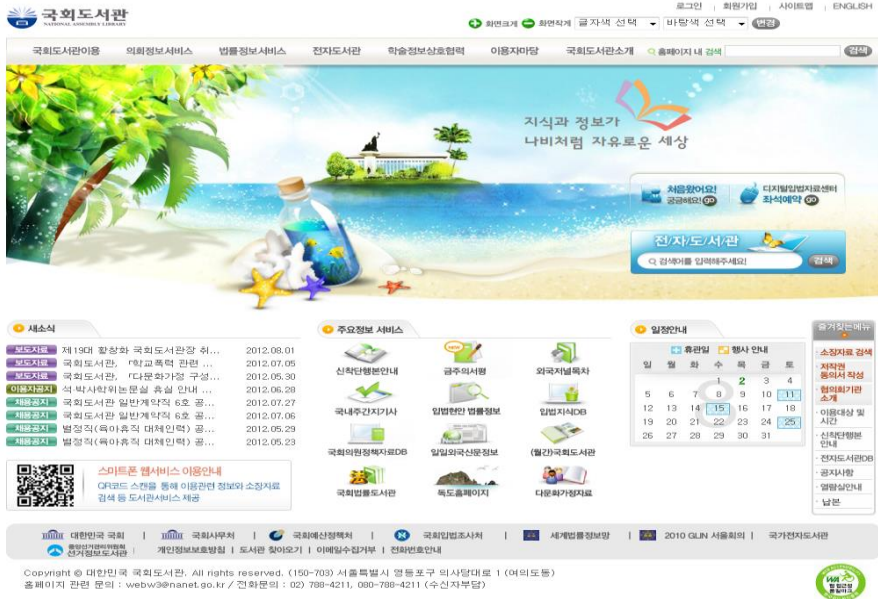 로그인 | 회원가입 | 사이트맵 | ENGLISH
국회도서관
NATIONAL ASSEMBLY LIBRARY
화면크게 화면작게 글자색 선택 바탕색 선택 변경
국회도서관이용 의회정보서비스 법률정보서비스 전자도서관 학술정보상호협력 이용자마당 국회도서관소개 홈페이지 내 검색 검색
지식과 정보가
나비처럼 자유로운 세상
처음왔어요!
궁금해요! go
디지털입법자료센터
좌석예약 go
전/자/도/서/관
검색어를 입력해주세요! 검색
새소식
보도자료 제19대 황창화 국회도서관장 취... 2012.08.01
보도자료 국회도서관, 『학교폭력 관련 ... 2012.07.05
보도자료 국회도서관, 『다문화가정 구성... 2012.05.30
이용자공지 석·박사학위논문실 휴실 안내 ... 2012.06.28
채용공지 국회도서관 일반계약직 6호 공... 2012.07.27
채용공지 국회도서관 일반계약직 6호 공... 2012.07.06
채용공지 별정직(육아휴직 대체인력) 공... 2012.05.29
채용공지 별정직(육아휴직 대체인력) 공... 2012.05.23
스마트폰 웹서비스 이용안내
QR코드 스캔을 통해 이용관련 정보와 소장자료
검색 등 도서관서비스 제공
주요정보 서비스
신착단행본안내 금주의서평 외국저널목차
국내주간지기사 입법현안 법률정보 입법지식DB
국회의원정책자료DB 일일외국신문정보 (월간)국회도서관
국회법률도서관 독도홈페이지 다문화가정자료
일정안내
휴관일 행사 안내
일 월 화 수 목 금 토
8
1 2 3 4
5 6 7 8 9 10 11
12 13 14 15 16 17 18
19 20 21 22 23 24 25
26 27 28 29 30 31
즐겨찾는메뉴
소장자료 검색
저작권
동의서 작성
협의회기관
소개
이용대상 및
시간
신착단행본
안내
전자도서관DB
공지사항
열람실안내
납본
대한민국 국회 | 국회사무처 | 국회예산정책처 | 국회입법조사처 | 세계법률정보망 | 2010 GLIN 서울회의 | 국가전자도서관
중앙선거관리위원회
선거정보도서관 | 개인정보보호방침 | 도서관 찾아오기 | 이메일수집거부 | 전화번호안내
Copyright @ 대한민국 국회도서관. All rights reserved. (150-703) 서울특별시 영등포구 의사당대로 1 (여의도동)
홈페이지 관련 문의 : webw3@nanet.go.kr / 전화문의 : 02) 788-4211, 080-788-4211 (수신자부담)
WA
웹 접근성
품질마크